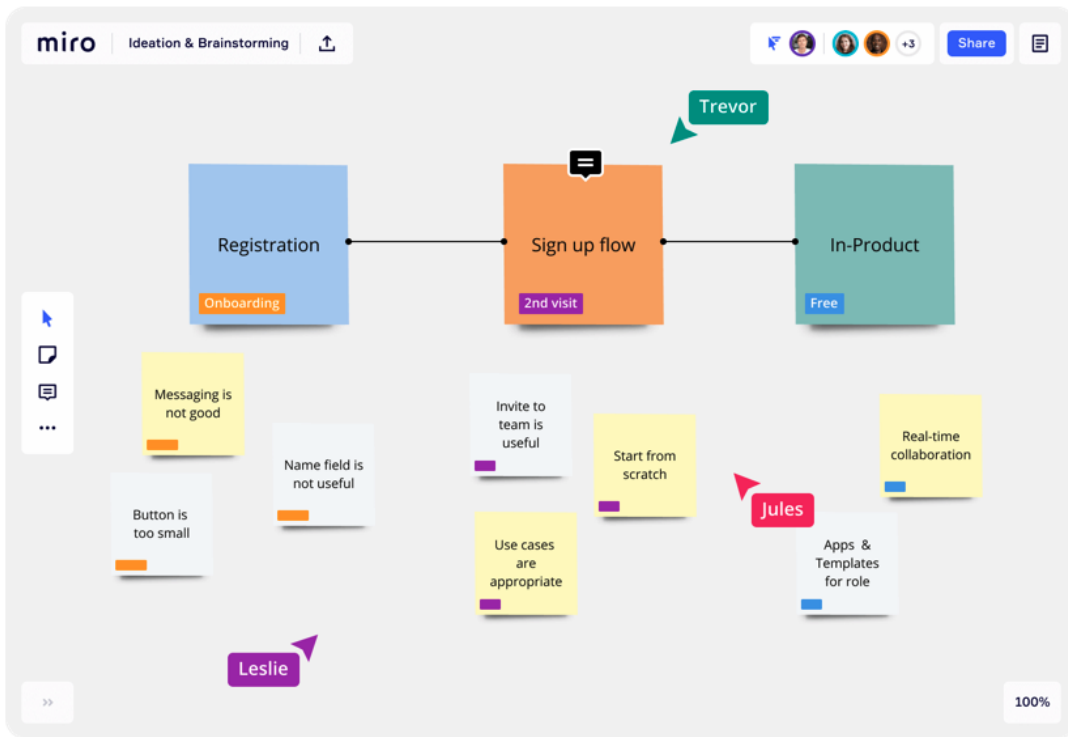 miro
Ideation & Brainstorming
+3
Share
Trevor
Registration
Onboarding
Sign up flow
2nd visit
In-Product
Free
Messaging is
not good
Name field is
not useful
Button is
too small
Invite to
team is
useful
Start from
scratch
Use cases
are
appropriate
Real-time
collaboration
Jules
Apps & 
Templates
for role
Leslie
100%